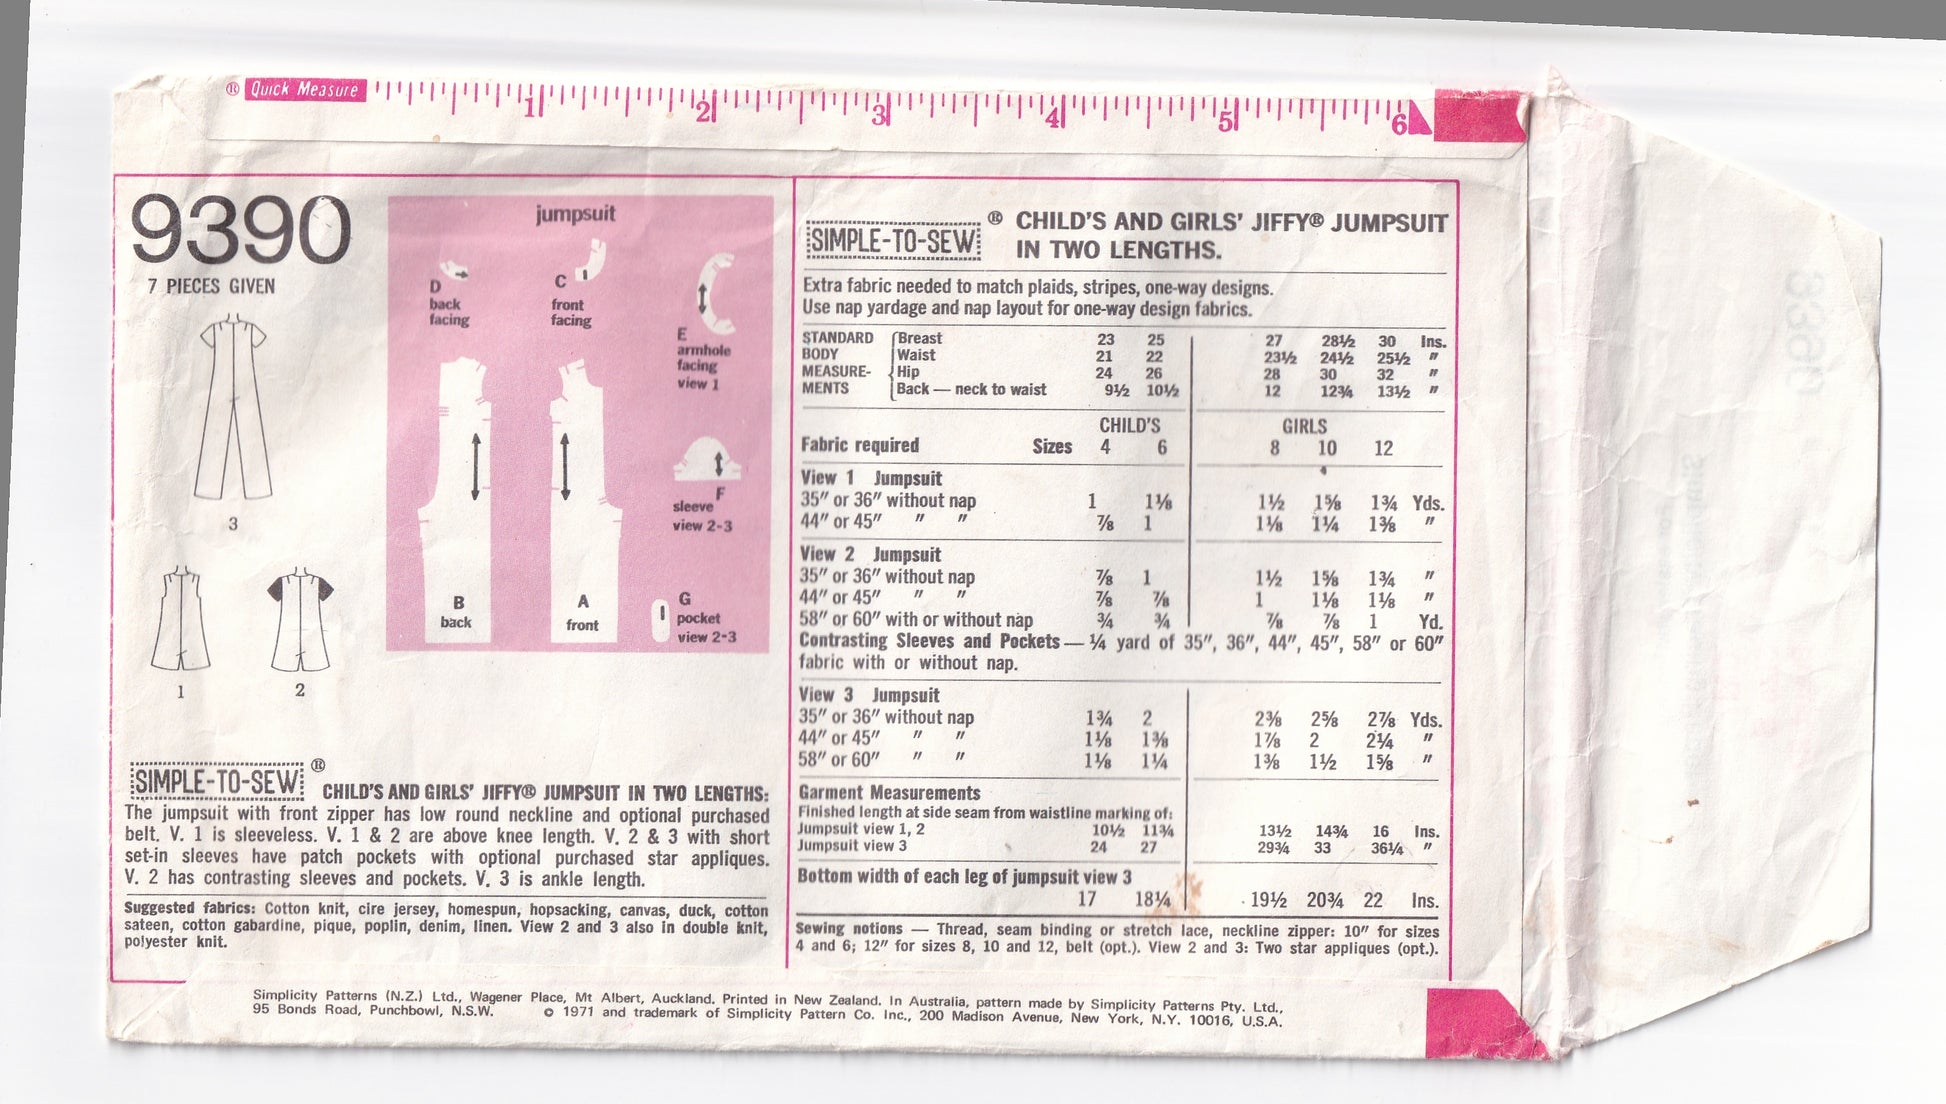 ® Quick Measure 1 2 3 4 5 6
9390
7 PIECES GIVEN
3
1 2
jumpsuit
D
back
facing
C
front
facing
E
armhole
facing
view 1
F
sleeve
view 2-3
B
back
A
front
G
pocket
view 2-3
SIMPLE-TO-SEW ® CHILD'S AND GIRLS' JIFFY® JUMPSUIT IN TWO LENGTHS:
The jumpsuit with front zipper has low round neckline and optional purchased
belt. V. 1 is sleeveless. V. 1 & 2 are above knee length. V. 2 & 3 with short
set-in sleeves have patch pockets with optional purchased star appliques.
V. 2 has contrasting sleeves and pockets. V. 3 is ankle length.
Suggested fabrics: Cotton knit, cire jersey, homespun, hopsacking, canvas, duck, cotton
sateen, cotton gabardine, pique, poplin, denim, linen. View 2 and 3 also in double knit,
polyester knit.
SIMPLE-TO-SEW ® CHILD'S AND GIRLS' JIFFY® JUMPSUIT
IN TWO LENGTHS.
Extra fabric needed to match plaids, stripes, one-way designs.
Use nap yardage and nap layout for one-way design fabrics.
STANDARD Breast 23 25 27 28½ 30 Ins.
BODY Waist 21 22 23½ 24½ 25½ "
MEASURE- Hip 24 26 28 30 32 "
MENTS Back — neck to waist 9½ 10½ 12 12¾ 13½ "
CHILD'S GIRLS
Fabric required Sizes 4 6 8 10 12
View 1 Jumpsuit
35" or 36" without nap 1 1⅛ 1½ 1⅝ 1¾ Yds.
44" or 45" " " ⅞ 1 1⅛ 1¼ 1⅜ "
View 2 Jumpsuit
35" or 36" without nap ⅞ 1 1½ 1⅝ 1¾ "
44" or 45" " " ⅞ ⅞ 1 1⅛ 1⅛ "
58" or 60" with or without nap ¾ ¾ ⅞ ⅞ 1 Yd.
Contrasting Sleeves and Pockets — ¼ yard of 35", 36", 44", 45", 58" or 60"
fabric with or without nap.
View 3 Jumpsuit
35" or 36" without nap 1¾ 2 2⅜ 2⅝ 2⅞ Yds.
44" or 45" " " 1⅛ 1⅜ 1⅞ 2 2¼ "
58" or 60" " " 1⅛ 1¼ 1⅜ 1½ 1⅝ "
Garment Measurements
Finished length at side seam from waistline marking of:
Jumpsuit view 1, 2 10½ 11¾ 13½ 14¾ 16 Ins.
Jumpsuit view 3 24 27 29¾ 33 36¼ "
Bottom width of each leg of jumpsuit view 3
17 18¼ 19½ 20¾ 22 Ins.
Sewing notions — Thread, seam binding or stretch lace, neckline zipper: 10" for sizes
4 and 6; 12" for sizes 8, 10 and 12, belt (opt.). View 2 and 3: Two star appliques (opt.).
Simplicity Patterns (N.Z.) Ltd., Wagener Place, Mt Albert, Auckland. Printed in New Zealand. In Australia, pattern made by Simplicity Patterns Pty. Ltd.,
95 Bonds Road, Punchbowl, N.S.W. © 1971 and trademark of Simplicity Pattern Co. Inc., 200 Madison Avenue, New York, N.Y. 10016, U.S.A.